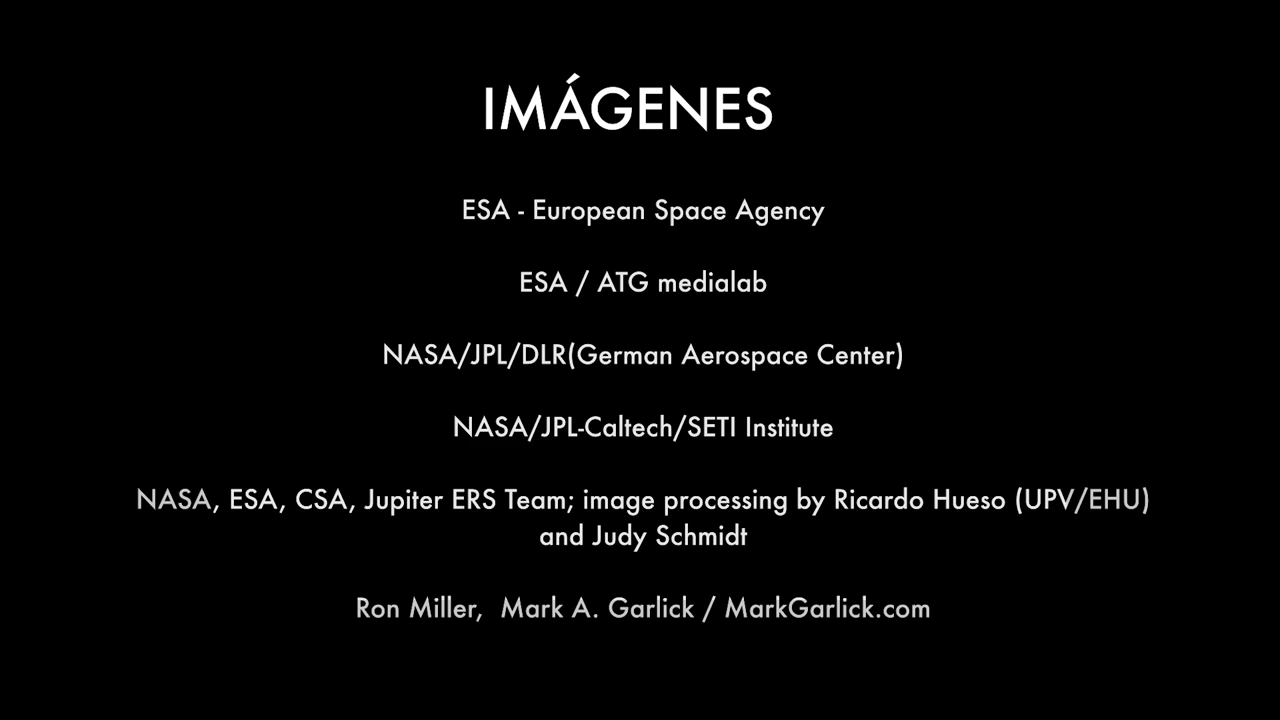 IMÁGENES
ESA - European Space Agency
ESA / ATG medialab
NASA/JPL/DLR(German Aerospace Center)
NASA/JPL-Caltech/SETI Institute
NASA, ESA, CSA, Jupiter ERS Team; image processing by Ricardo Hueso (UPV/EHU)
and Judy Schmidt
Ron Miller,  Mark A. Garlick / MarkGarlick.com